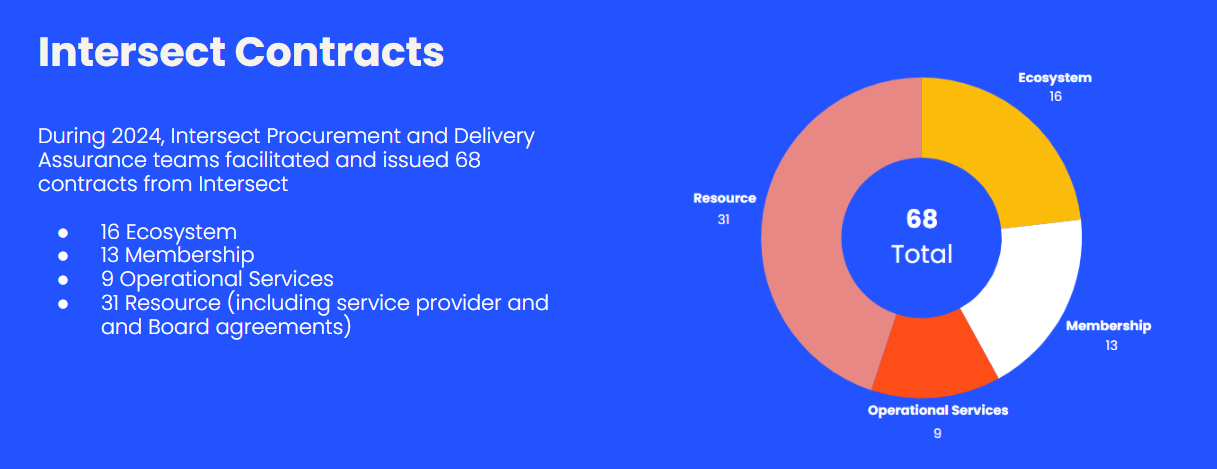 Intersect Contracts
During 2024, Intersect Procurement and Delivery
Assurance teams facilitated and issued 68
contracts from Intersect
● 16 Ecosystem
● 13 Membership
● 9 Operational Services
● 31 Resource (including service provider and
and Board agreements)
Ecosystem
16
Resource
31
68
Total
Membership
13
Operational Services
9